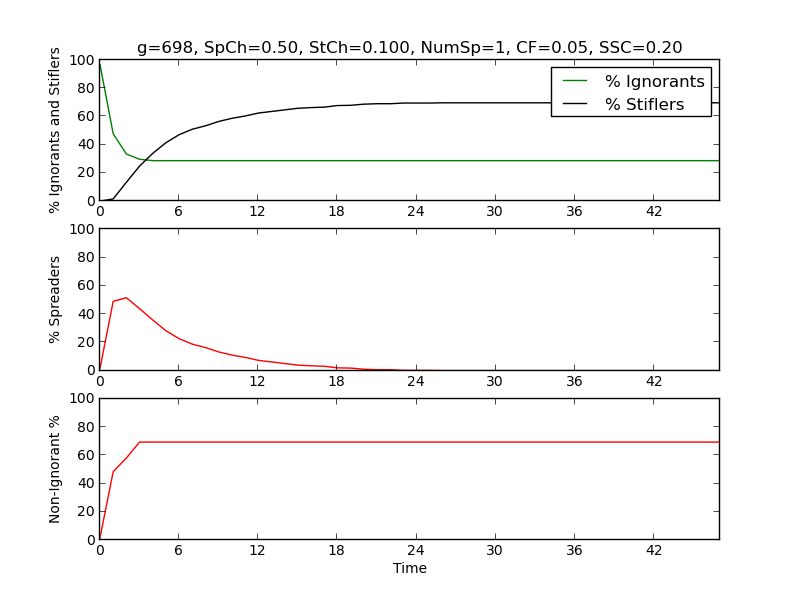 g=698, SpCh=0.50, StCh=0.100, NumSp=1, CF=0.05, SSC=0.20
% Ignorants and Stiflers
100
80
60
40
20
0
% Ignorants
% Stiflers
0 6 12 18 24 30 36 42
% Spreaders
100
80
60
40
20
0
0 6 12 18 24 30 36 42
Non-Ignorant %
100
80
60
40
20
0
0 6 12 18 24 30 36 42
Time